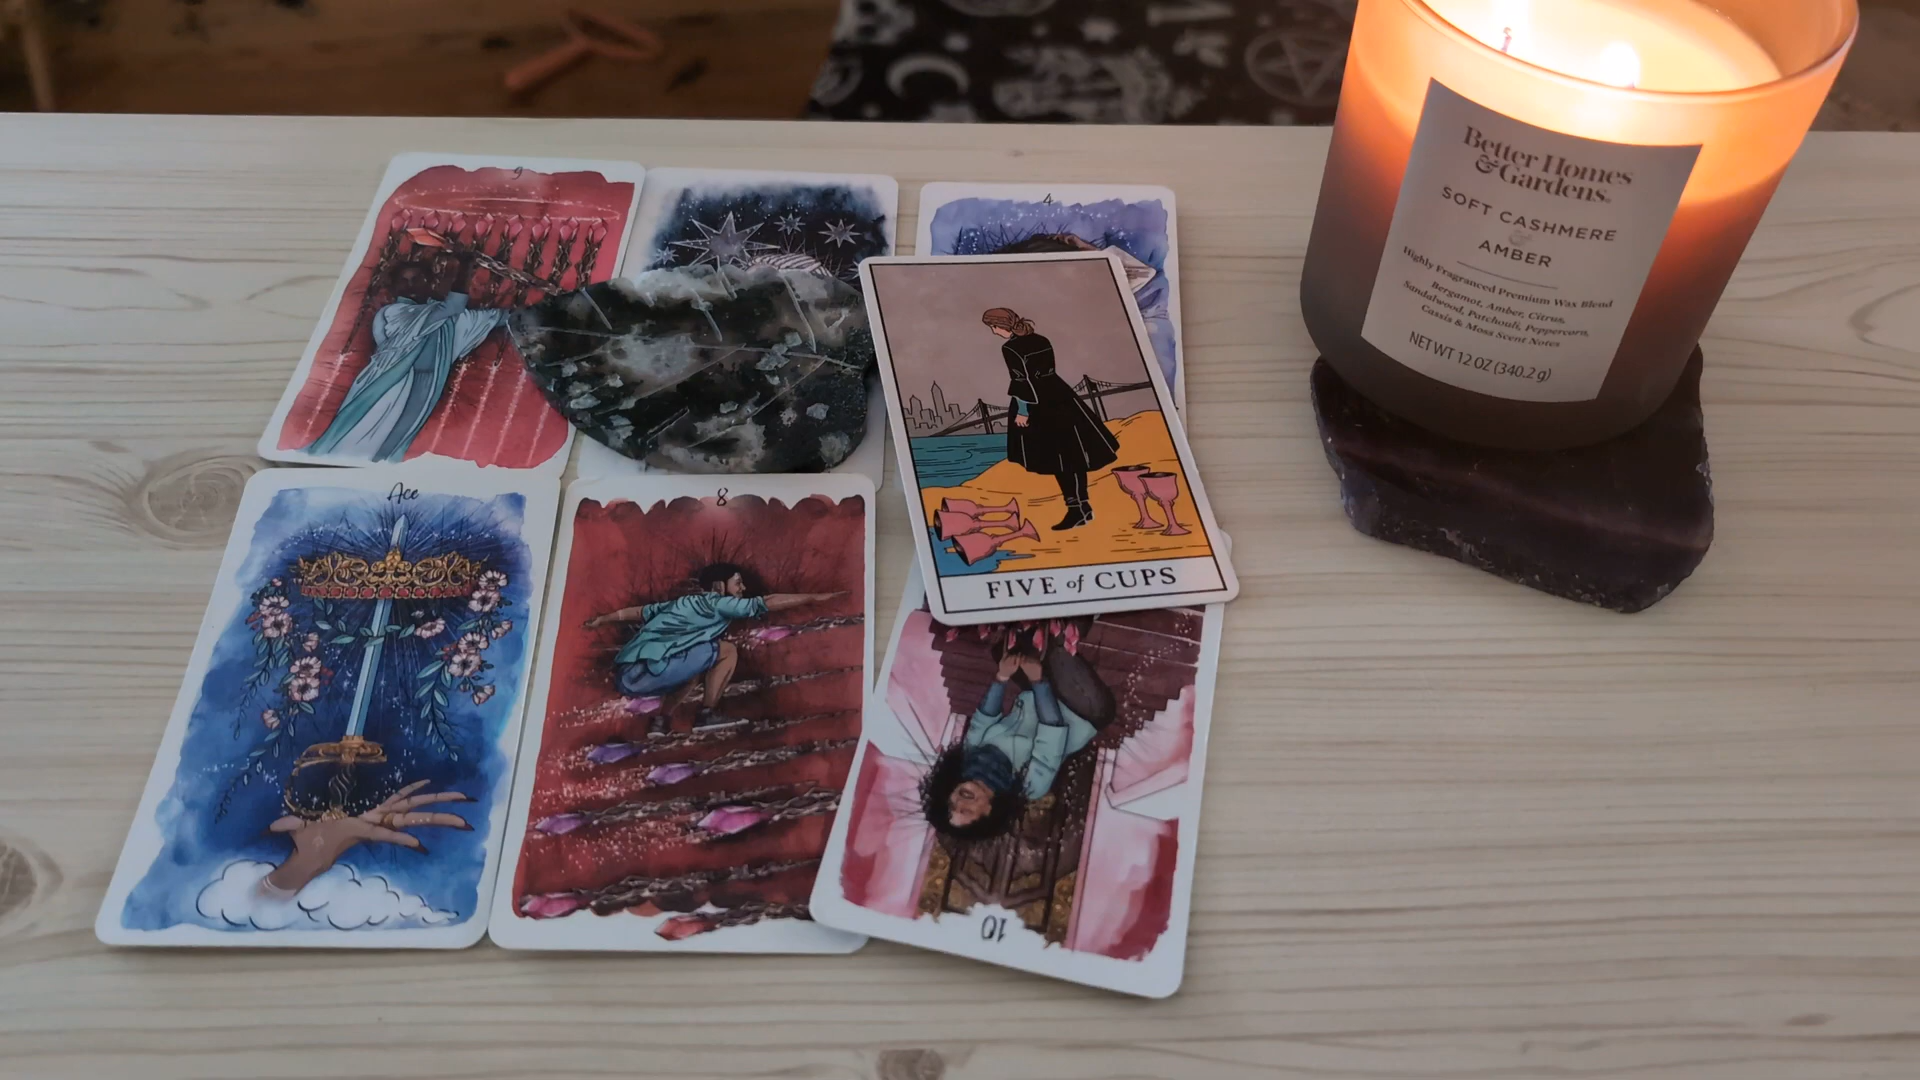 9
4
Ace
8
FIVE of CUPS
10
Better Homes
& Gardens®
SOFT CASHMERE
&
AMBER
Highly Fragranced Premium Wax Blend
Bergamot, Amber, Citrus,
Sandalwood, Patchouli, Peppercorn,
Cassis & Moss Scent Notes
NET WT 12 OZ (340.2 g)